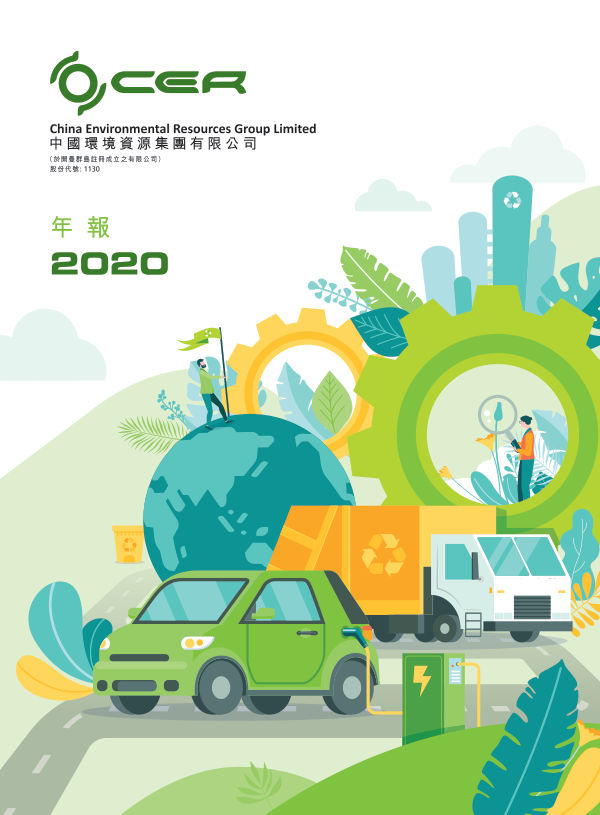 CER
China Environmental Resources Group Limited
中國環境資源集團有限公司
(於開曼群島註冊成立之有限公司)
股份代號: 1130
年報
2020